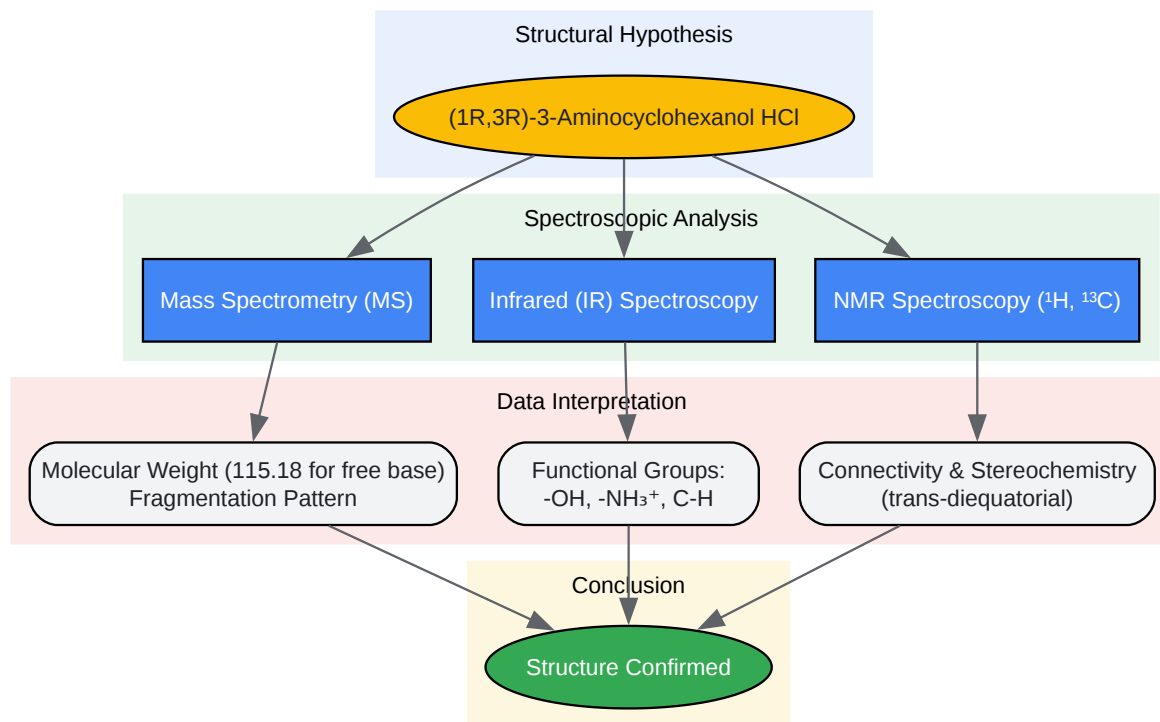 Structural Hypothesis
(1R,3R)-3-Aminocyclohexanol HCl
Spectroscopic Analysis
Mass Spectrometry (MS)
Infrared (IR) Spectroscopy
NMR Spectroscopy (¹H, ¹³C)
Data Interpretation
Molecular Weight (115.18 for free base)
Fragmentation Pattern
Functional Groups:
-OH, -NH₃⁺, C-H
Connectivity & Stereochemistry
(trans-diequatorial)
Conclusion
Structure Confirmed